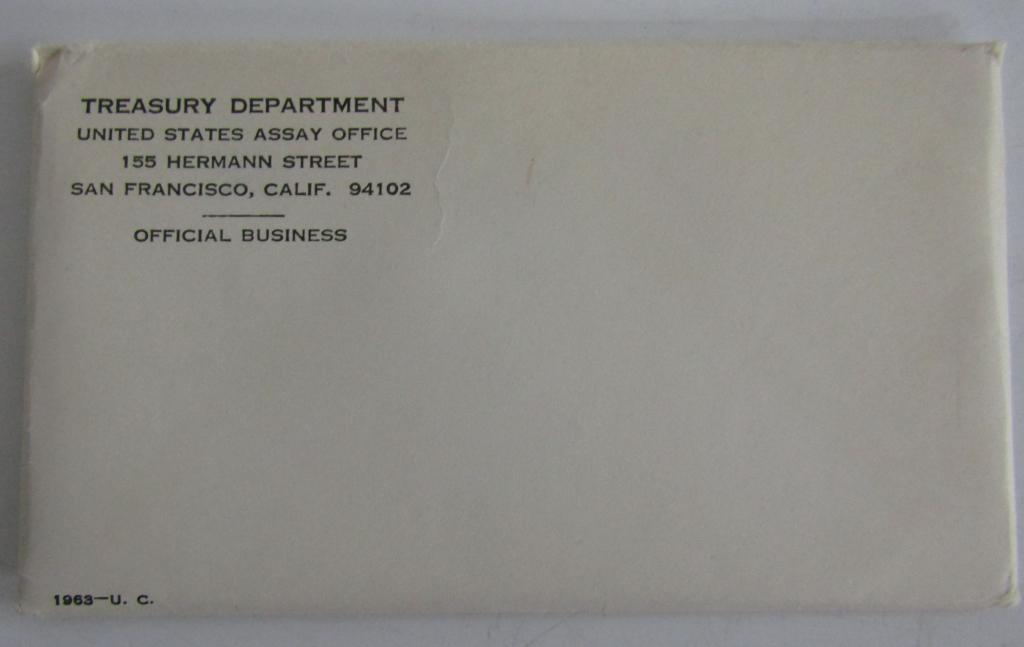 TREASURY DEPARTMENT
UNITED STATES ASSAY OFFICE
155 HERMANN STREET
SAN FRANCISCO, CALIF. 94102
OFFICIAL BUSINESS
1963—U. C.